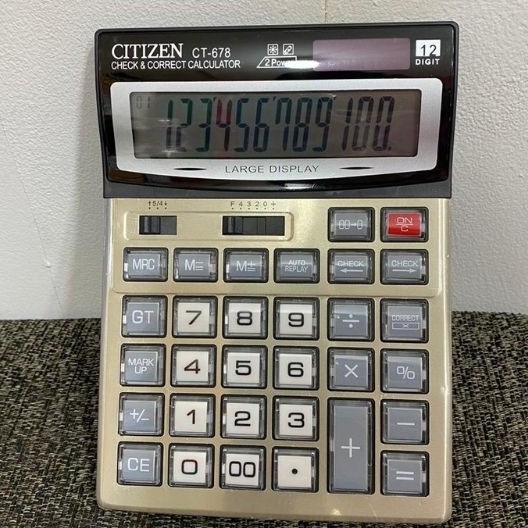 CITIZEN CT-678
CHECK & CORRECT CALCULATOR
2 Power
12
DIGIT
01
123456789100.
LARGE DISPLAY
↑5/4↓
F 4 3 2 0 +
00→0
ON/C
MRC
M=
M±
AUTO REPLAY
CHECK ←
CHECK →
GT
7
8
9
÷
CORRECT
MARK UP
4
5
6
×
%
+/−
1
2
3
+
−
CE
0
00
•
=